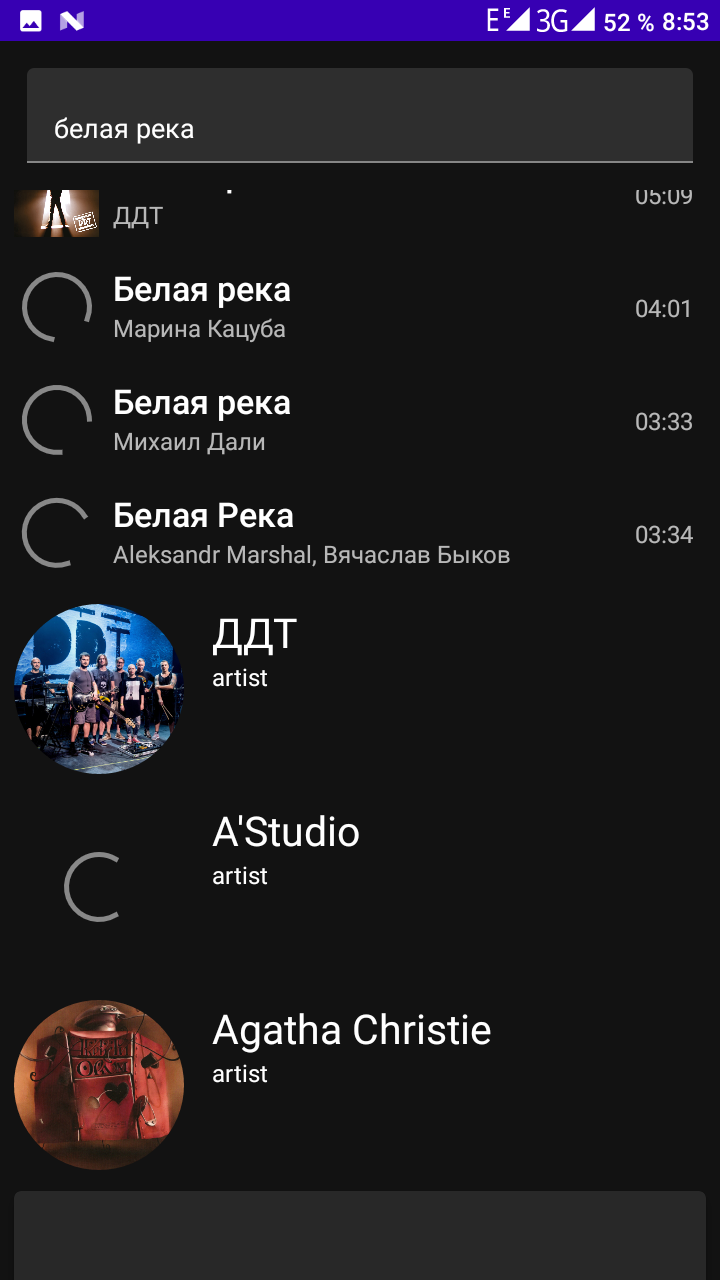 E E 3G 52 % 8:53
белая река
05:09
ДДТ
Белая река
04:01
Марина Кацуба
Белая река
03:33
Михаил Дали
Белая Река
03:34
Aleksandr Marshal, Вячаслав Быков
ДДТ
artist
A'Studio
artist
Agatha Christie
artist